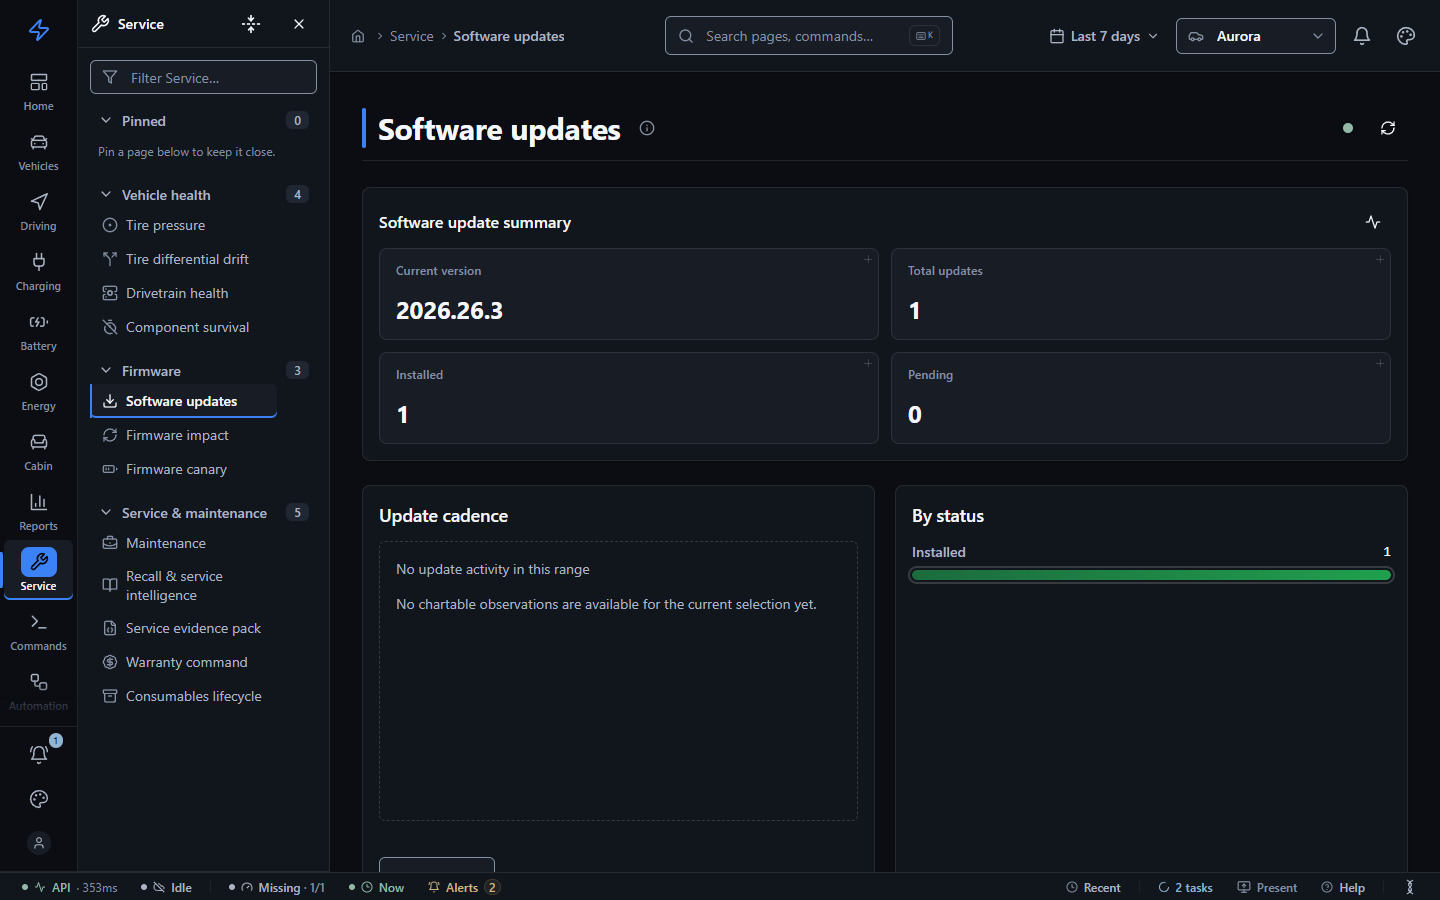 Home
Vehicles
Driving
Charging
Battery
Energy
Cabin
Reports
Service
Commands
Automation
1
Service
Filter Service...
Pinned
0
Pin a page below to keep it close.
Vehicle health
4
Tire pressure
Tire differential drift
Drivetrain health
Component survival
Firmware
3
Software updates
Firmware impact
Firmware canary
Service & maintenance
5
Maintenance
Recall & service
intelligence
Service evidence pack
Warranty command
Consumables lifecycle
Service
Software updates
Search pages, commands...
K
Last 7 days
Aurora
Software updates
Software update summary
Current version
2026.26.3
Total updates
1
Installed
1
Pending
0
Update cadence
No update activity in this range
No chartable observations are available for the current selection yet.
By status
Installed
1
API · 353ms
Idle
Missing · 1/1
Now
Alerts
2
Recent
2 tasks
Present
Help